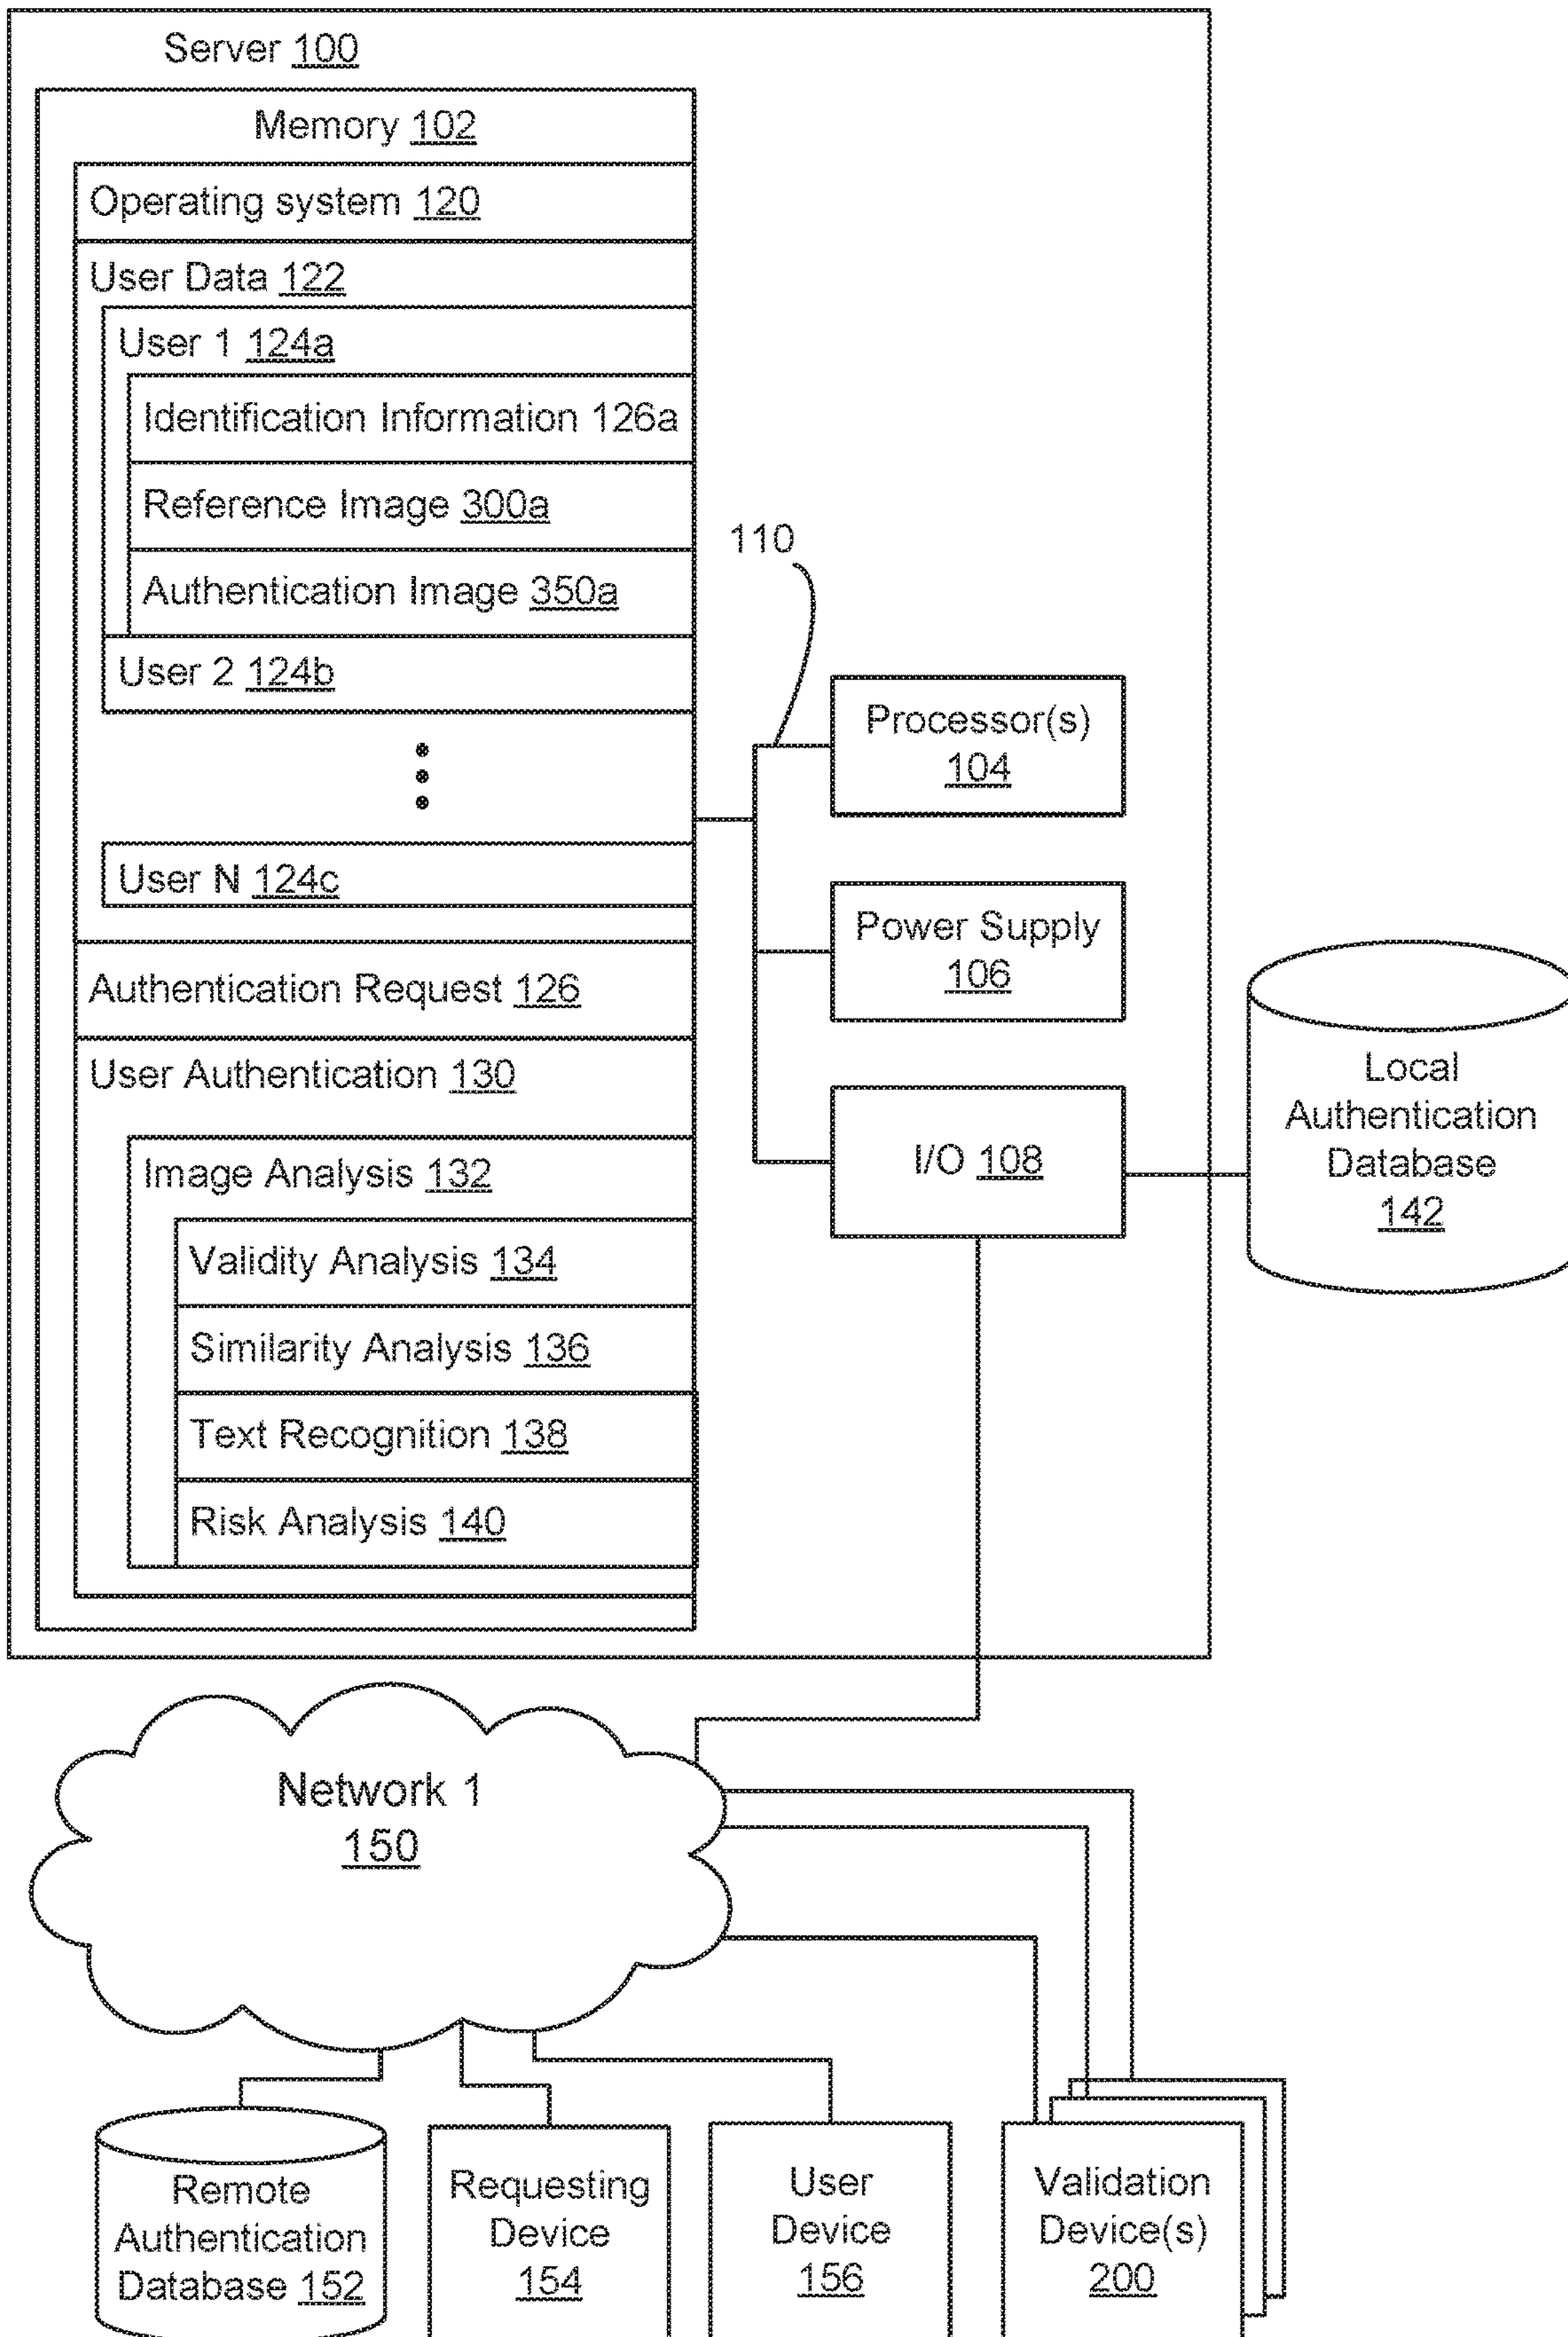 Server 100
Memory 102
Operating system 120
User Data 122
User 1 124a
Identification Information 126a
Reference Image 300a
Authentication Image 350a
User 2 124b
User N 124c
Authentication Request 126
User Authentication 130
Image Analysis 132
Validity Analysis 134
Similarity Analysis 136
Text Recognition 138
Risk Analysis 140
110
Processor(s)
104
Power Supply
106
I/O 108
Local
Authentication
Database
142
Network 1
150
Remote
Authentication
Database 152
Requesting
Device
154
User
Device
156
Validation
Device(s)
200